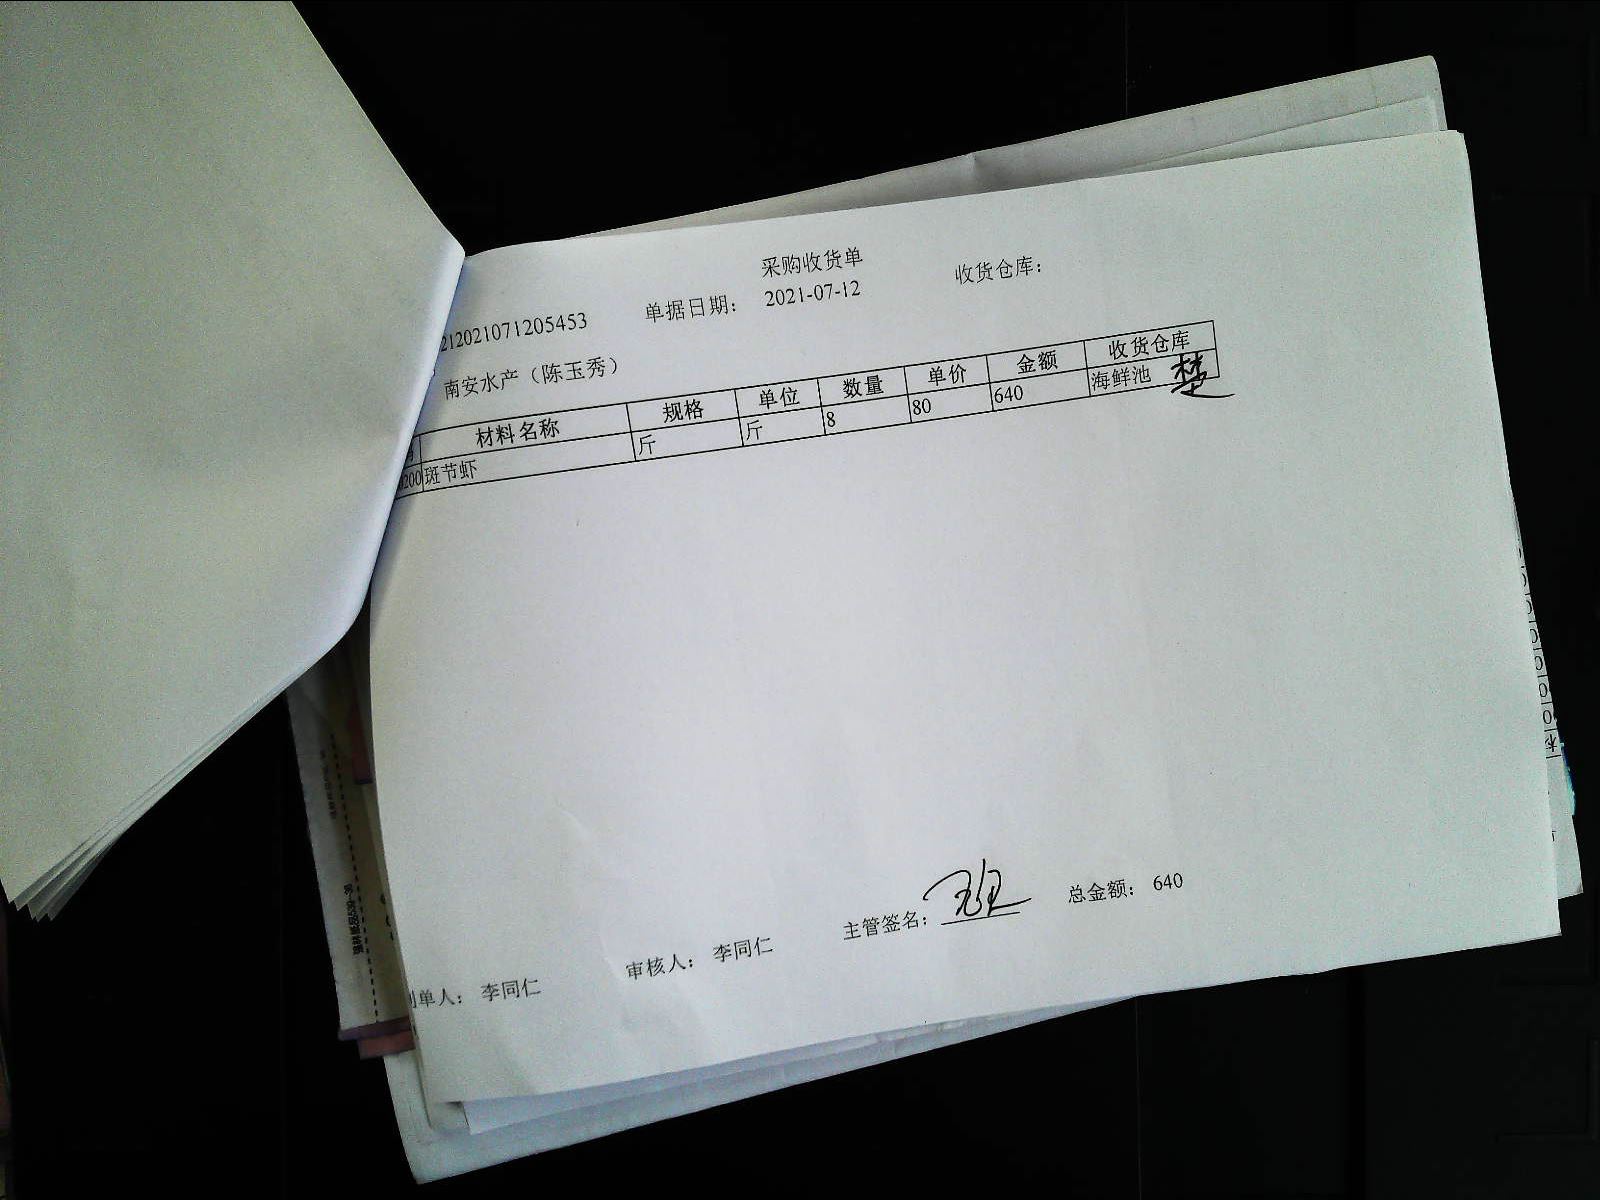 采购收货单
212021071205453 单据日期： 2021-07-12 收货仓库：
南安水产（陈玉秀）
材料名称 规格 单位 数量 单价 金额 收货仓库
200 斑节虾 斤 斤 8 80 640 海鲜池 楚
主管签名： 总金额： 640
单人： 李同仁 审核人： 李同仁